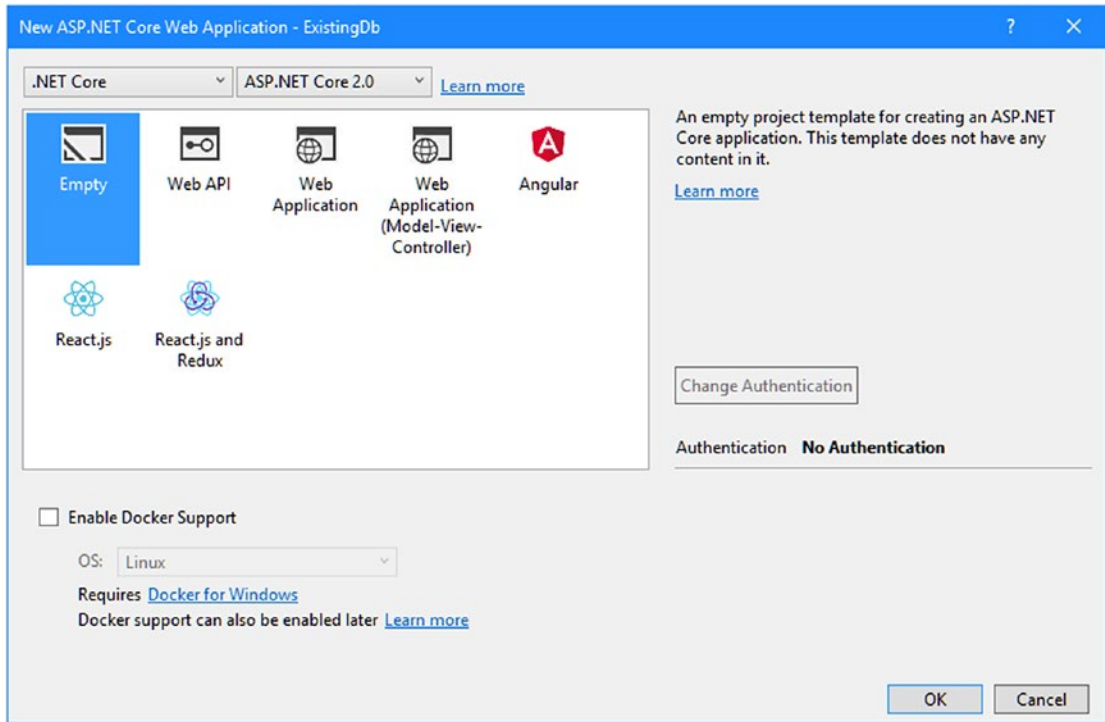 New ASP.NET Core Web Application - ExistingDb
?
.NET Core
ASP.NET Core 2.0
Learn more
Empty
Web API
Web
Application
Web
Application
(Model-View-
Controller)
Angular
React.js
React.js and
Redux
An empty project template for creating an ASP.NET
Core application. This template does not have any
content in it.
Learn more
Change Authentication
Authentication No Authentication
Enable Docker Support
OS: Linux
Requires Docker for Windows
Docker support can also be enabled later Learn more
OK
Cancel